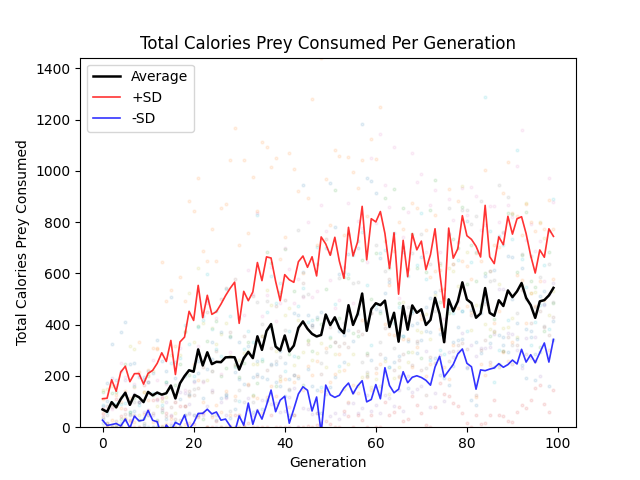 Total Calories Prey Consumed Per Generation
Average
+SD
-SD
Total Calories Prey Consumed
1400
1200
1000
800
600
400
200
0
0 20 40 60 80 100
Generation